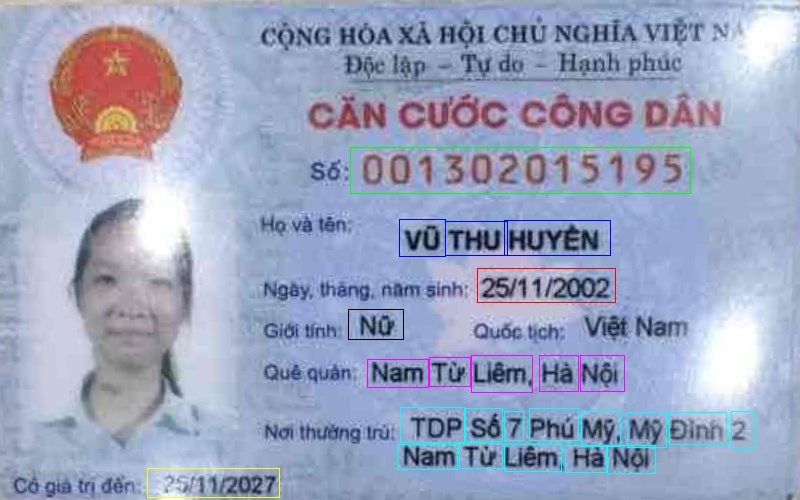 CỘNG HÒA XÃ HỘI CHỦ NGHĨA VIỆT NA
Độc lập – Tự do – Hạnh phúc
CĂN CƯỚC CÔNG DÂN
Số: 001302015195
Họ và tên: VŨ THU HUYỀN
Ngày, tháng, năm sinh: 25/11/2002
Giới tính: Nữ Quốc tịch: Việt Nam
Quê quán: Nam Từ Liêm, Hà Nội
Nơi thường trú: TDP Số 7 Phú Mỹ, Mỹ Đình 2
Nam Từ Liêm, Hà Nội
Có giá trị đến: 25/11/2027